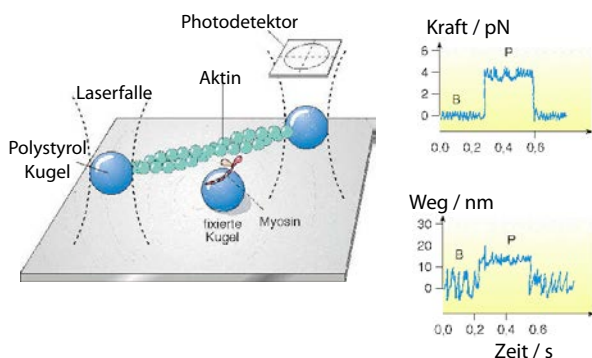 Photodetektor
Aktin
Laserfalle
Polystyrol
Kugel
fixierte
Kugel
Myosin
Kraft / pN
6
4
2
0
B
P
0,0 0,2 0,4 0,6
Weg / nm
30
20
10
0
B
P
0,0 0,2 0,4 0.6
Zeit / s